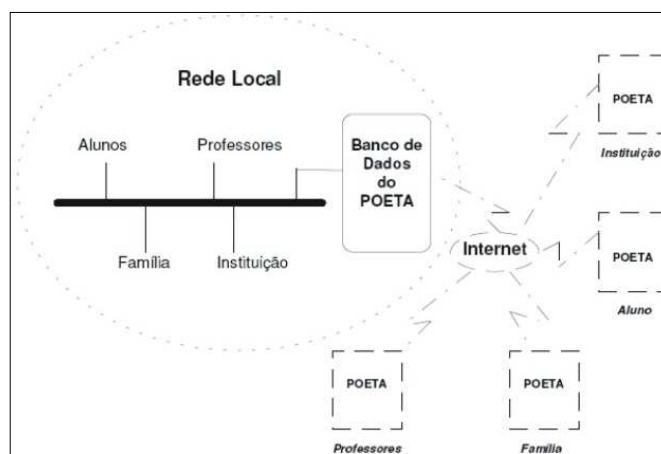 Rede Local
Alunos
Professores
Banco de
Dados
do
POETA
Família
Instituição
Internet
POETA
Instituição
POETA
Aluno
POETA
Professores
POETA
Família